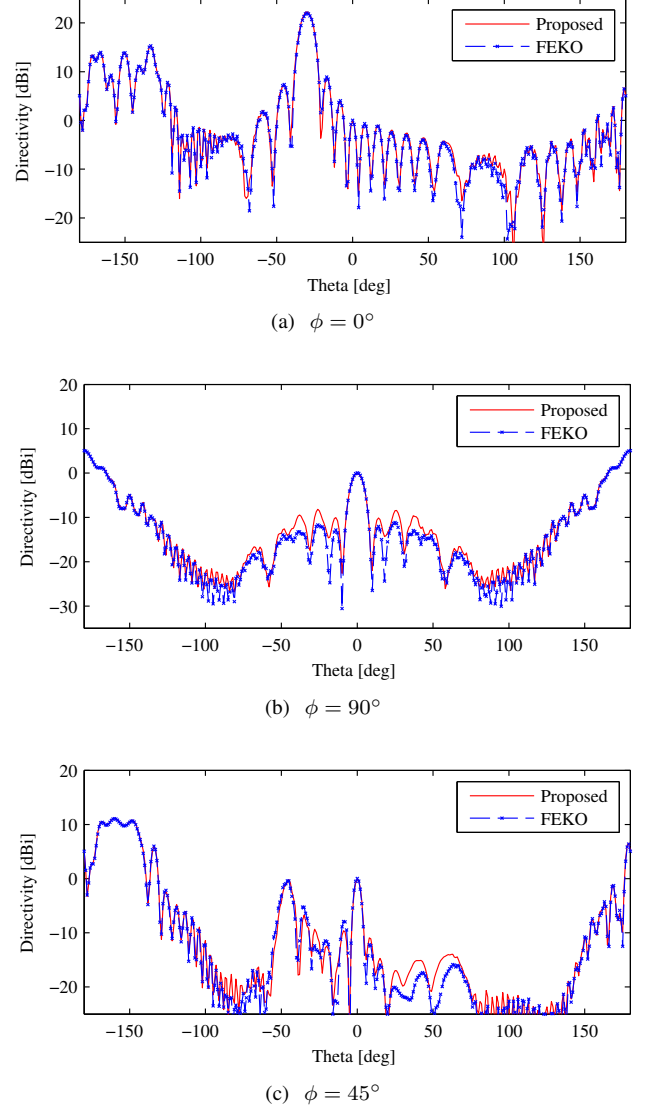 20
10
0
−10
−20
Directivity [dBi]
Proposed
FEKO
−150 −100 −50 0 50 100 150
Theta [deg]
(a) ϕ = 0°
20
10
0
−10
−20
−30
Directivity [dBi]
Proposed
FEKO
−150 −100 −50 0 50 100 150
Theta [deg]
(b) ϕ = 90°
20
10
0
−10
−20
Directivity [dBi]
Proposed
FEKO
−150 −100 −50 0 50 100 150
Theta [deg]
(c) ϕ = 45°